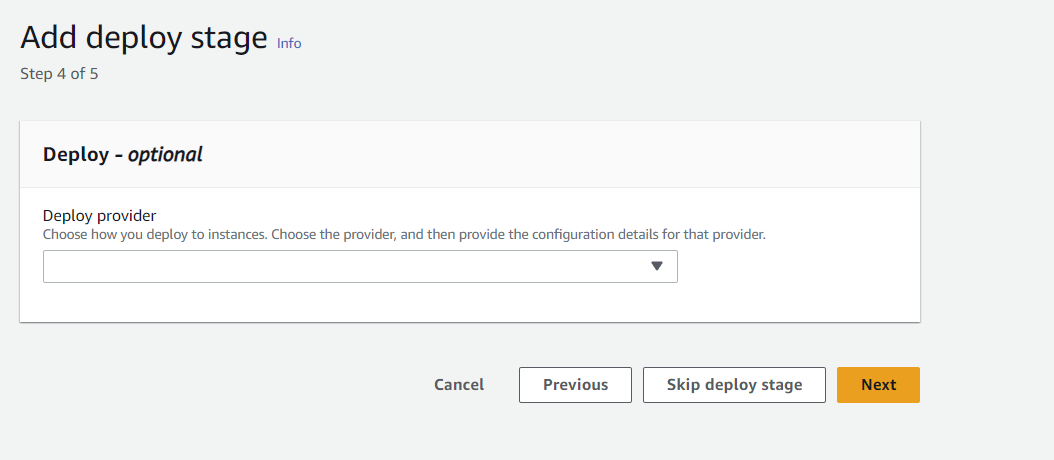 Add deploy stage Info
Step 4 of 5
Deploy - optional
Deploy provider
Choose how you deploy to instances. Choose the provider, and then provide the configuration details for that provider.
Cancel Previous Skip deploy stage Next